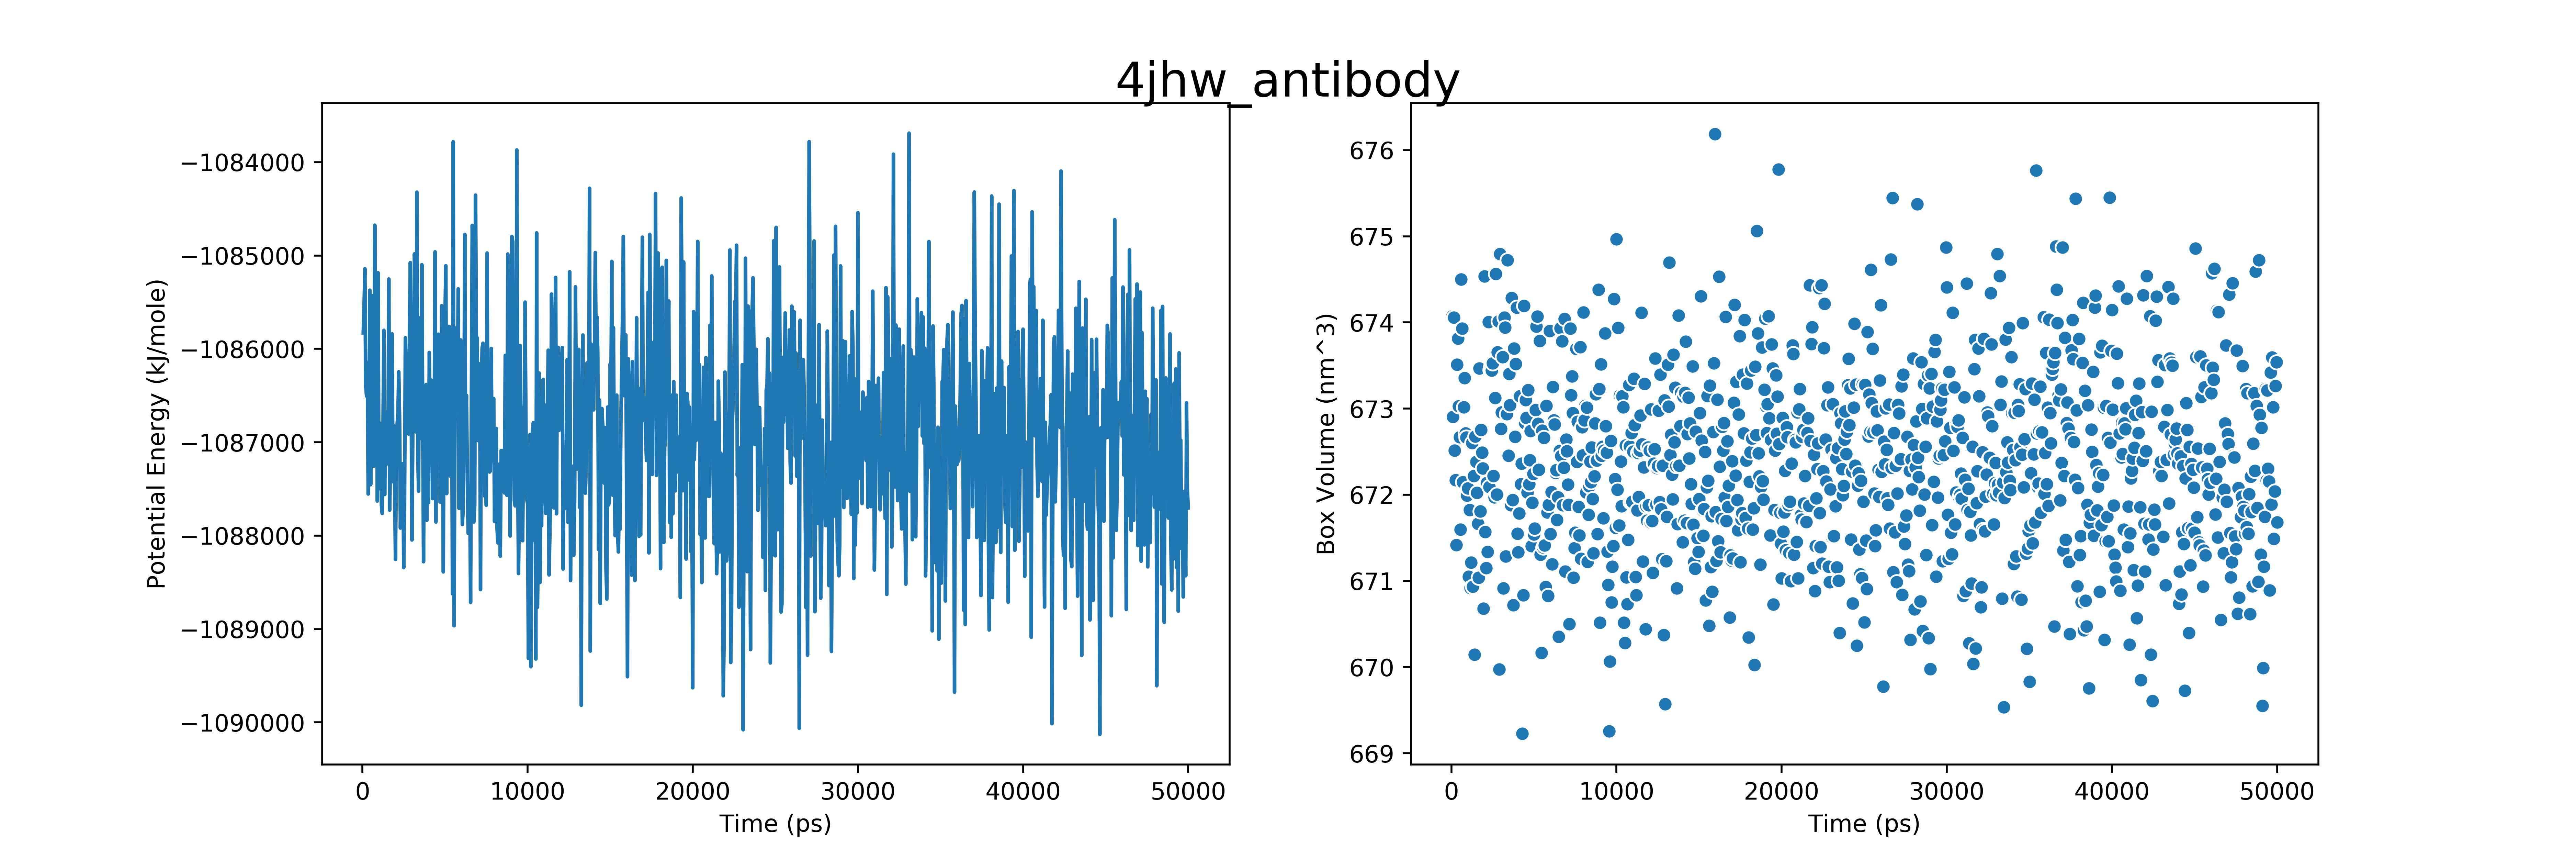 4jhw_antibody
Potential Energy (kJ/mole)
−1084000
−1085000
−1086000
−1087000
−1088000
−1089000
−1090000
0 10000 20000 30000 40000 50000
Time (ps)
Box Volume (nm^3)
676
675
674
673
672
671
670
669
0 10000 20000 30000 40000 50000
Time (ps)